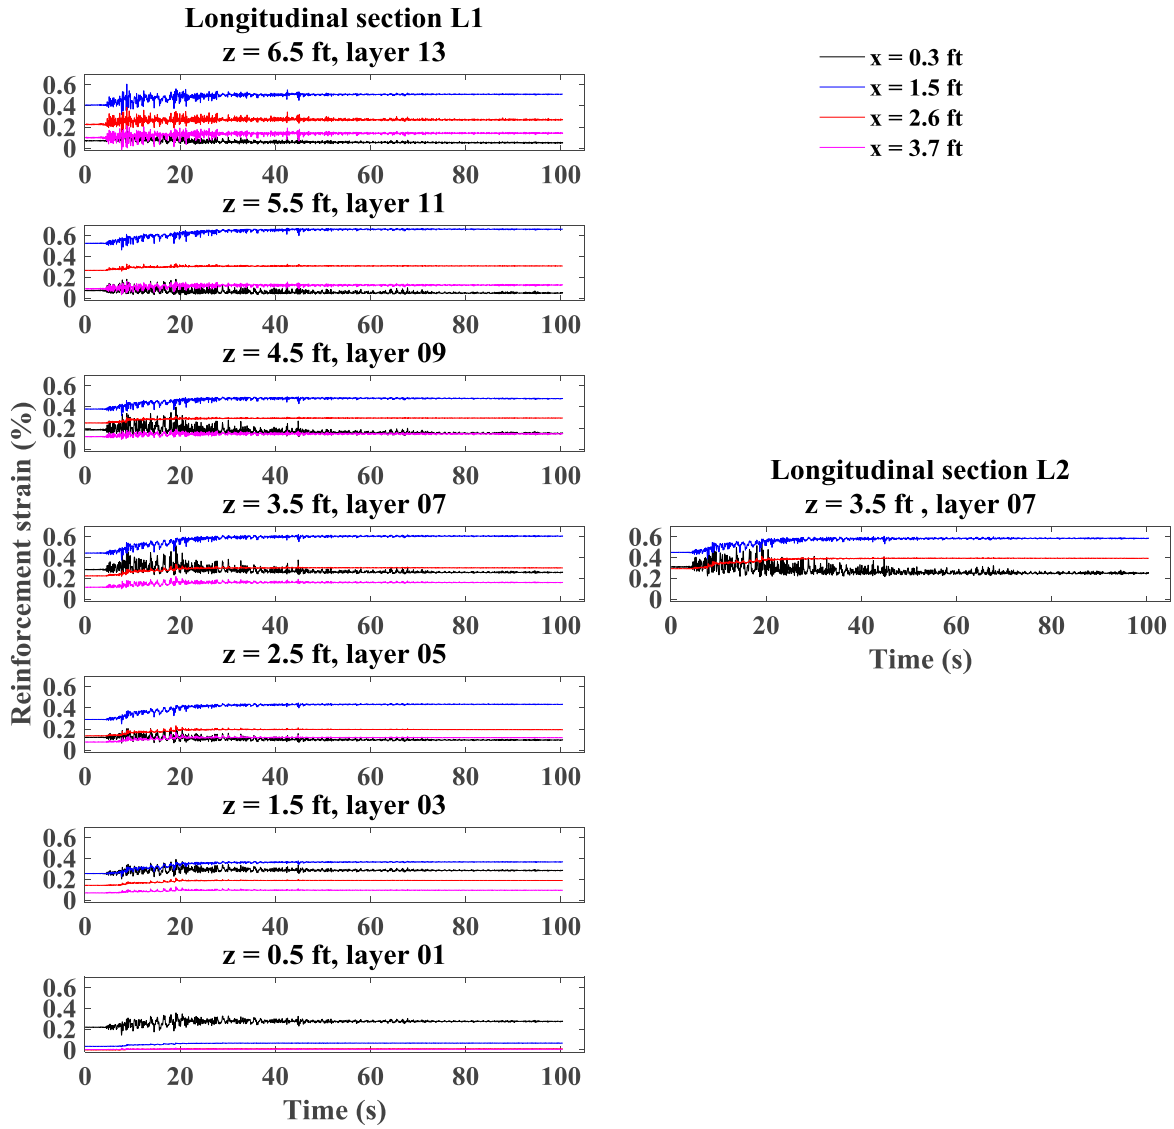 Longitudinal section L1
z = 6.5 ft, layer 13
0.6
0.4
0.2
0
0 20 40 60 80 100
x = 0.3 ft
x = 1.5 ft
x = 2.6 ft
x = 3.7 ft
z = 5.5 ft, layer 11
0.6
0.4
0.2
0
0 20 40 60 80 100
z = 4.5 ft, layer 09
0.6
0.4
0.2
0
0 20 40 60 80 100
Reinforcement strain (%)
z = 3.5 ft, layer 07
0.6
0.4
0.2
0
0 20 40 60 80 100
Longitudinal section L2
z = 3.5 ft , layer 07
0.6
0.4
0.2
0
0 20 40 60 80 100
Time (s)
z = 2.5 ft, layer 05
0.6
0.4
0.2
0
0 20 40 60 80 100
z = 1.5 ft, layer 03
0.6
0.4
0.2
0
0 20 40 60 80 100
z = 0.5 ft, layer 01
0.6
0.4
0.2
0
0 20 40 60 80 100
Time (s)